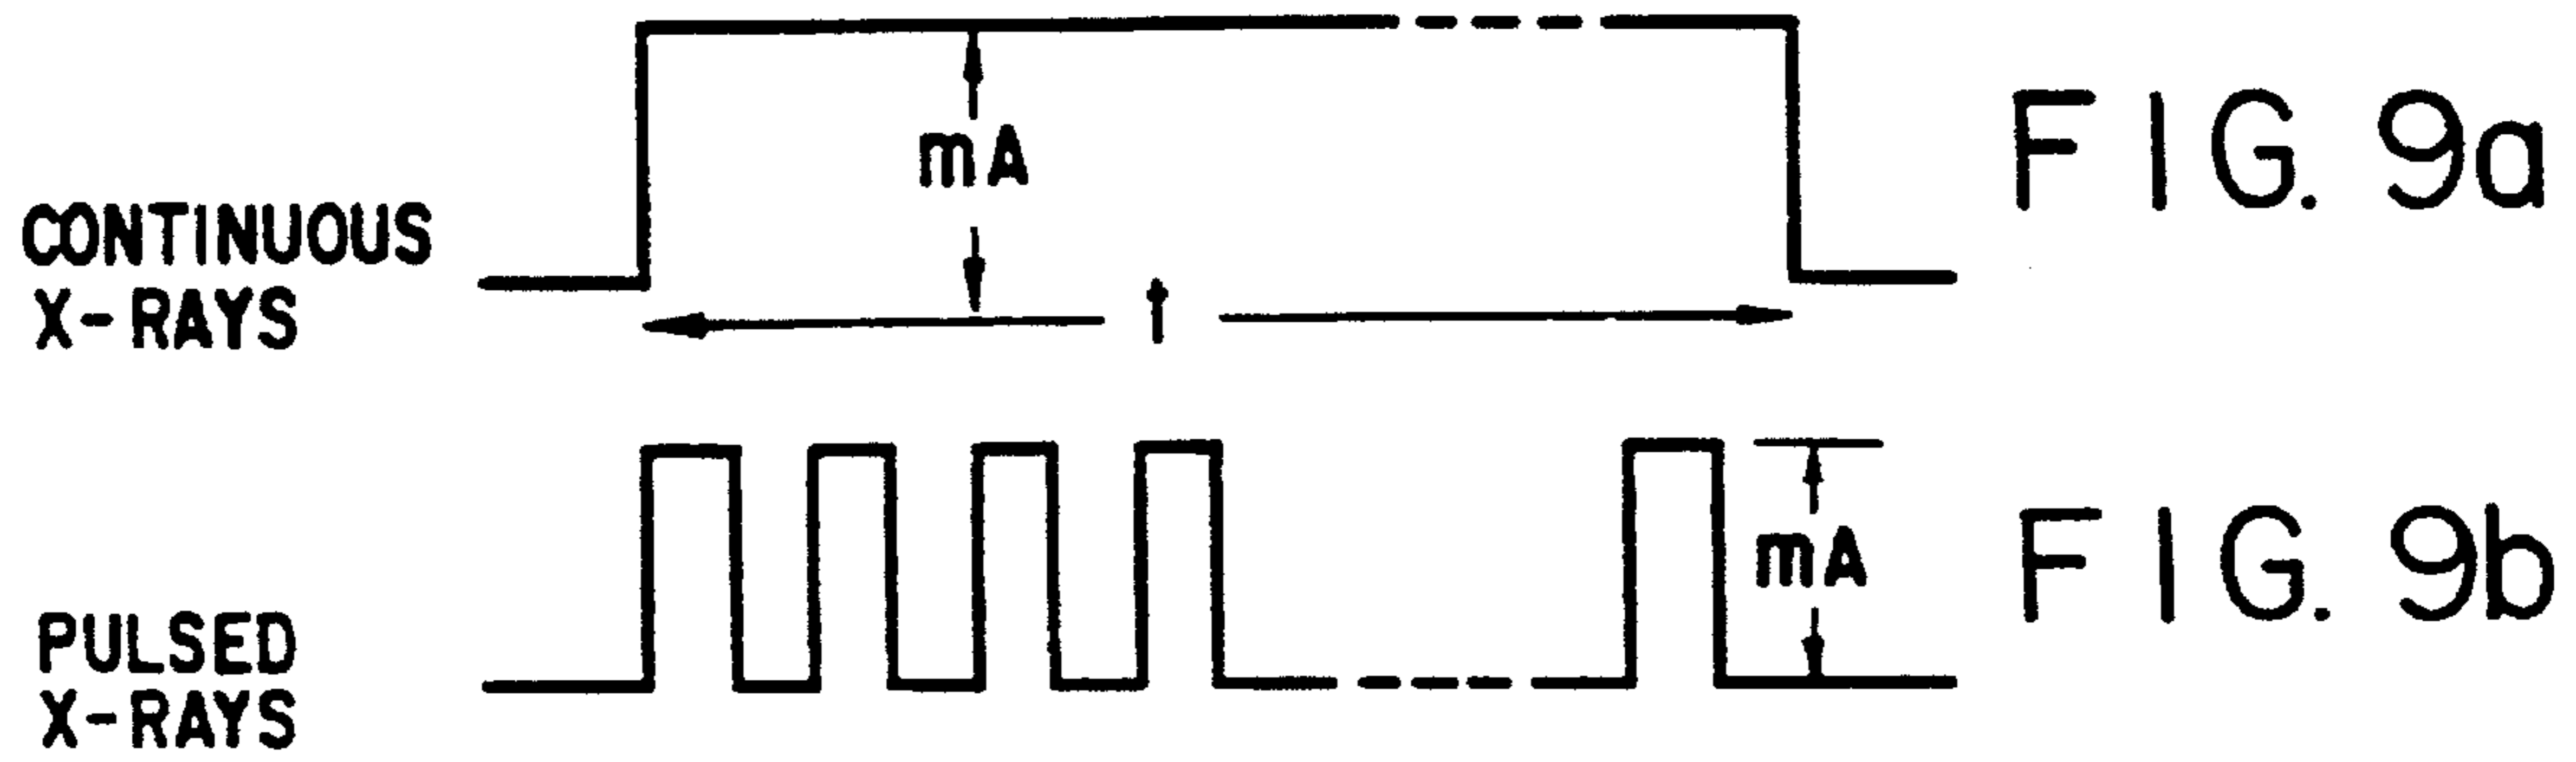 mA
FIG. 9a
CONTINUOUS
X-RAYS
t
mA
FIG. 9b
PULSED
X-RAYS